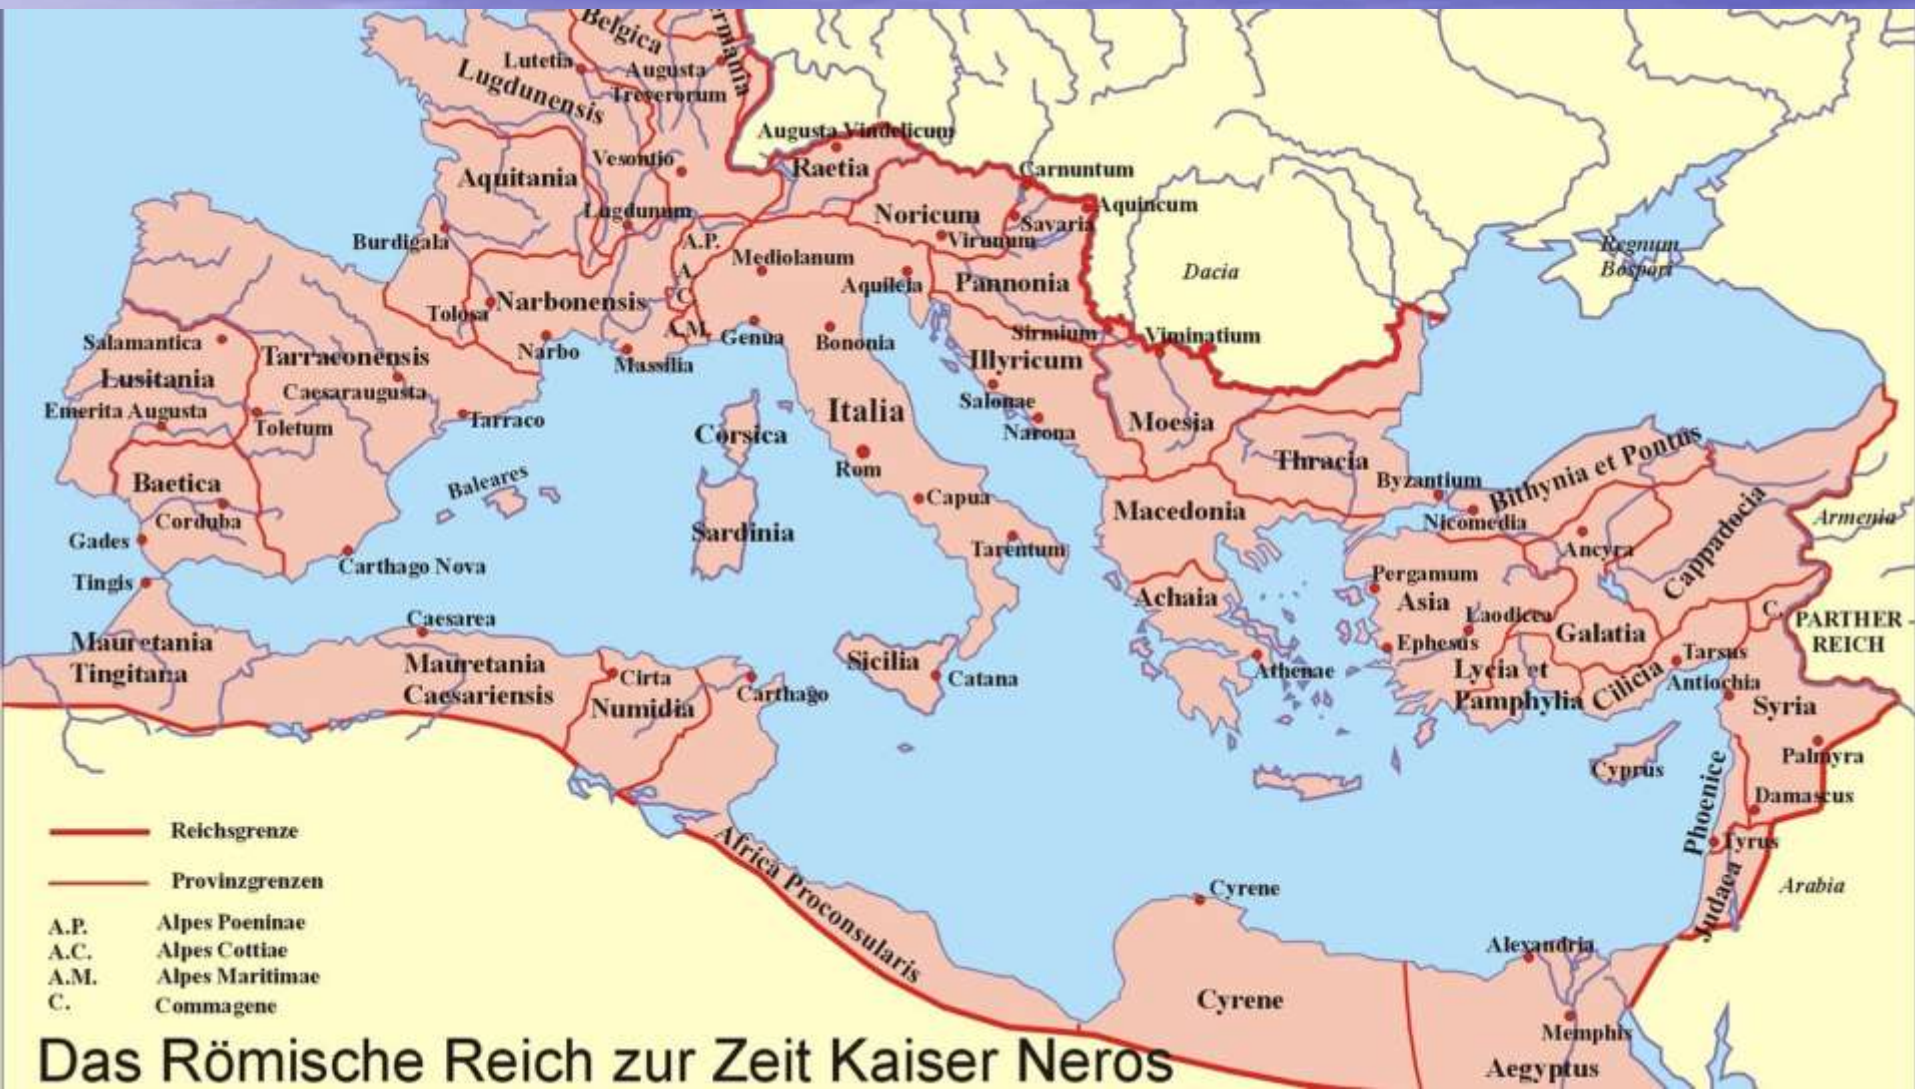 Belgica
Germania
Lutetia
Augusta
Treverorum
Lugdunensis
Augusta Vindelicum
Vesontio
Raetia
Carnuntum
Aquitania
Aquincum
Lugdunum
Noricum
Savaria
Burdigala
A.P.
Virunum
Regnum
Bospori
Mediolanum
Dacia
A.
C.
Aquileia
Pannonia
Narbonensis
Tolosa
A.M.
Genua
Sirmium
Viminatium
Salamantica
Bononia
Narbo
Massilia
Tarraconensis
Illyricum
Lusitania
Caesaraugusta
Salonae
Emerita Augusta
Italia
Tarraco
Toletum
Moesia
Corsica
Narona
Bithynia et Pontus
Thracia
Rom
Byzantium
Baetica
Baleares
Capua
Macedonia
Corduba
Nicomedia
Armenia
Sardinia
Gades
Tarentum
Ancyra
Cappadocia
Carthago Nova
Pergamum
Tingis
Achaia
Asia
C.
Laodicea
PARTHER -
REICH
Caesarea
Galatia
Mauretania
Tingitana
Ephesus
Tarsus
Mauretania
Caesariensis
Sicilia
Cirta
Catana
Athenae
Lycia et
Pamphylia
Cilicia
Antiochia
Carthago
Numidia
Syria
Palmyra
Cyprus
Phoenice
Damascus
Reichsgrenze
Tyrus
Africa Proconsularis
Provinzgrenzen
Cyrene
Arabia
Judaea
A.P. Alpes Poeninae
A.C. Alpes Cottiae
A.M. Alpes Maritimae
C. Commagene
Alexandria
Cyrene
Memphis
Aegyptus
Das Römische Reich zur Zeit Kaiser Neros